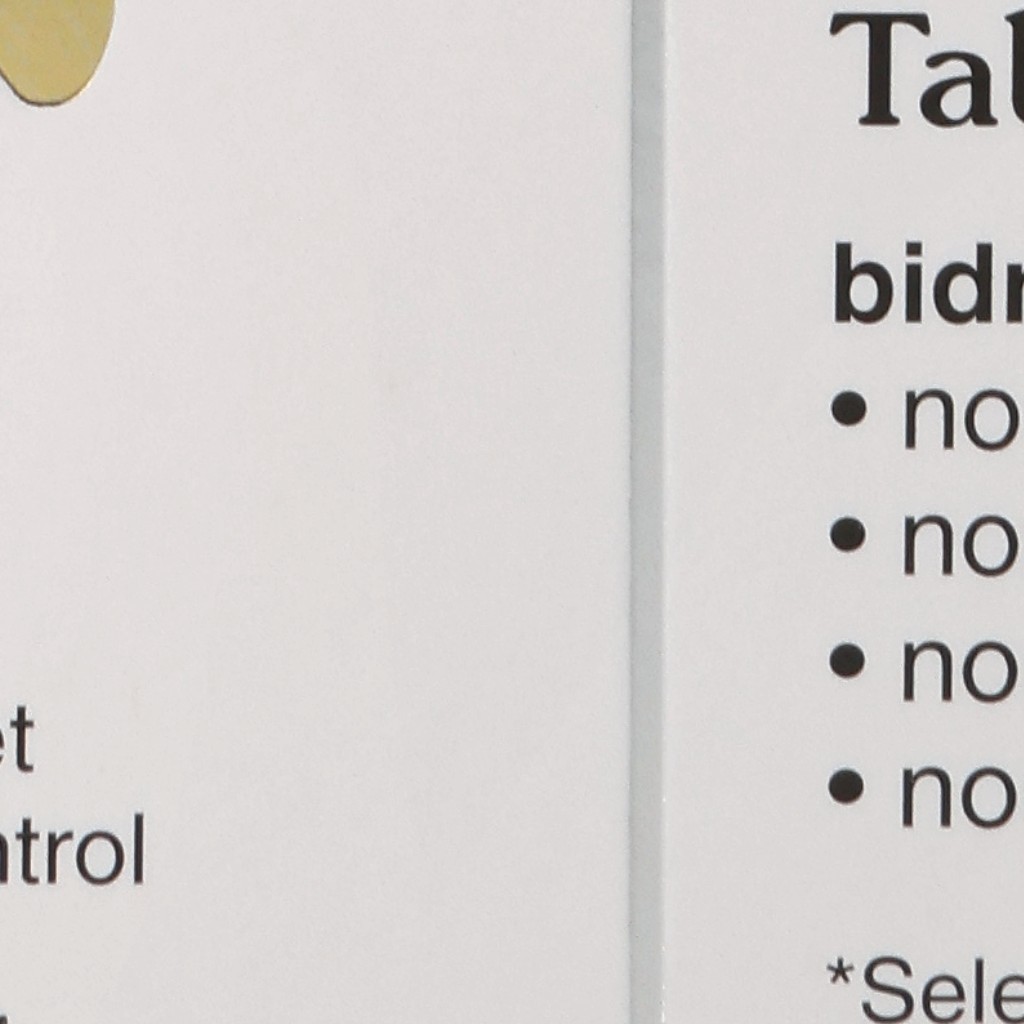 et
ntrol
Tal
bidr
• no
• no
• no
• no
*Sele